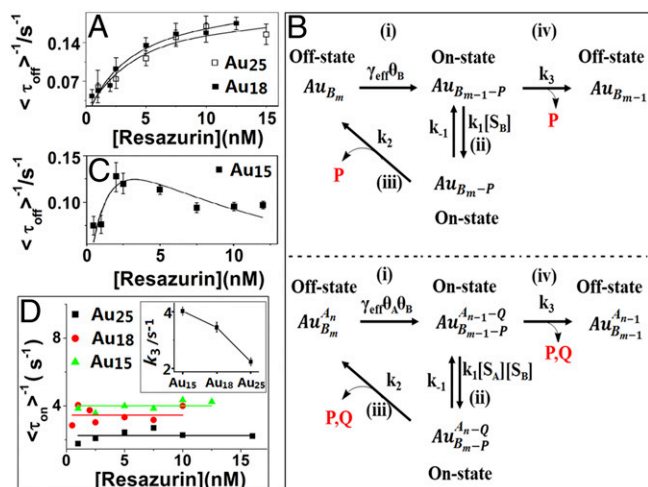 A
<τoff>⁻¹/s⁻¹
0.14
0.07
Au25
Au18
0 5 10 15
[Resazurin](nM)
C
<τoff>⁻¹/s⁻¹
0.15
0.10
Au15
0 5 10
[Resazurin](nM)
D
<τon>⁻¹ (s⁻¹)
8
4
0
Au25
Au18
Au15
k₃/s⁻¹
4
2
Au₁₅ Au₁₈ Au₂₅
0 5 10 15
[Resazurin](nM)
B
(i) (iv)
Off-state On-state Off-state
γeffθB k₃
AuBm AuBm−1−P AuBm−1
P
k₂ k₋₁ k₁[SB]
(ii)
P (iii)
AuBm−P
On-state
(i) (iv)
Off-state On-state Off-state
γeffθAθB k₃
AuBmAn AuBm−1−PAn−1−Q AuBm−1An−1
P,Q
k₂ k₋₁ k₁[SA][SB]
(ii)
P,Q (iii)
AuBm−PAn−Q
On-state